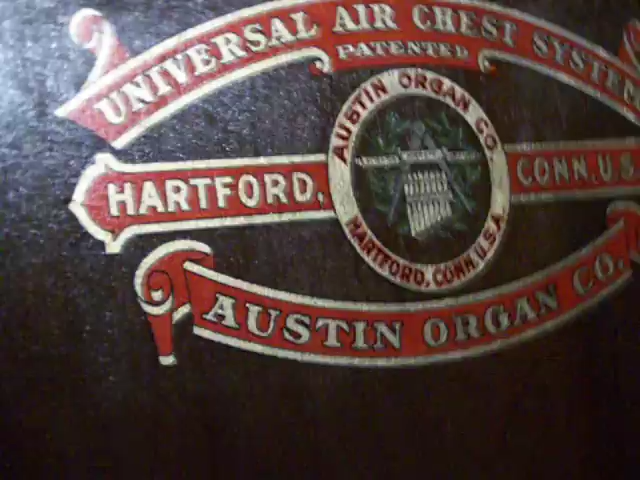 UNIVERSAL AIR CHEST SYSTEM
PATENTED
AUSTIN ORGAN CO.
HARTFORD, CONN. U.S.
HARTFORD, CONN. U.S.A.
AUSTIN ORGAN CO.